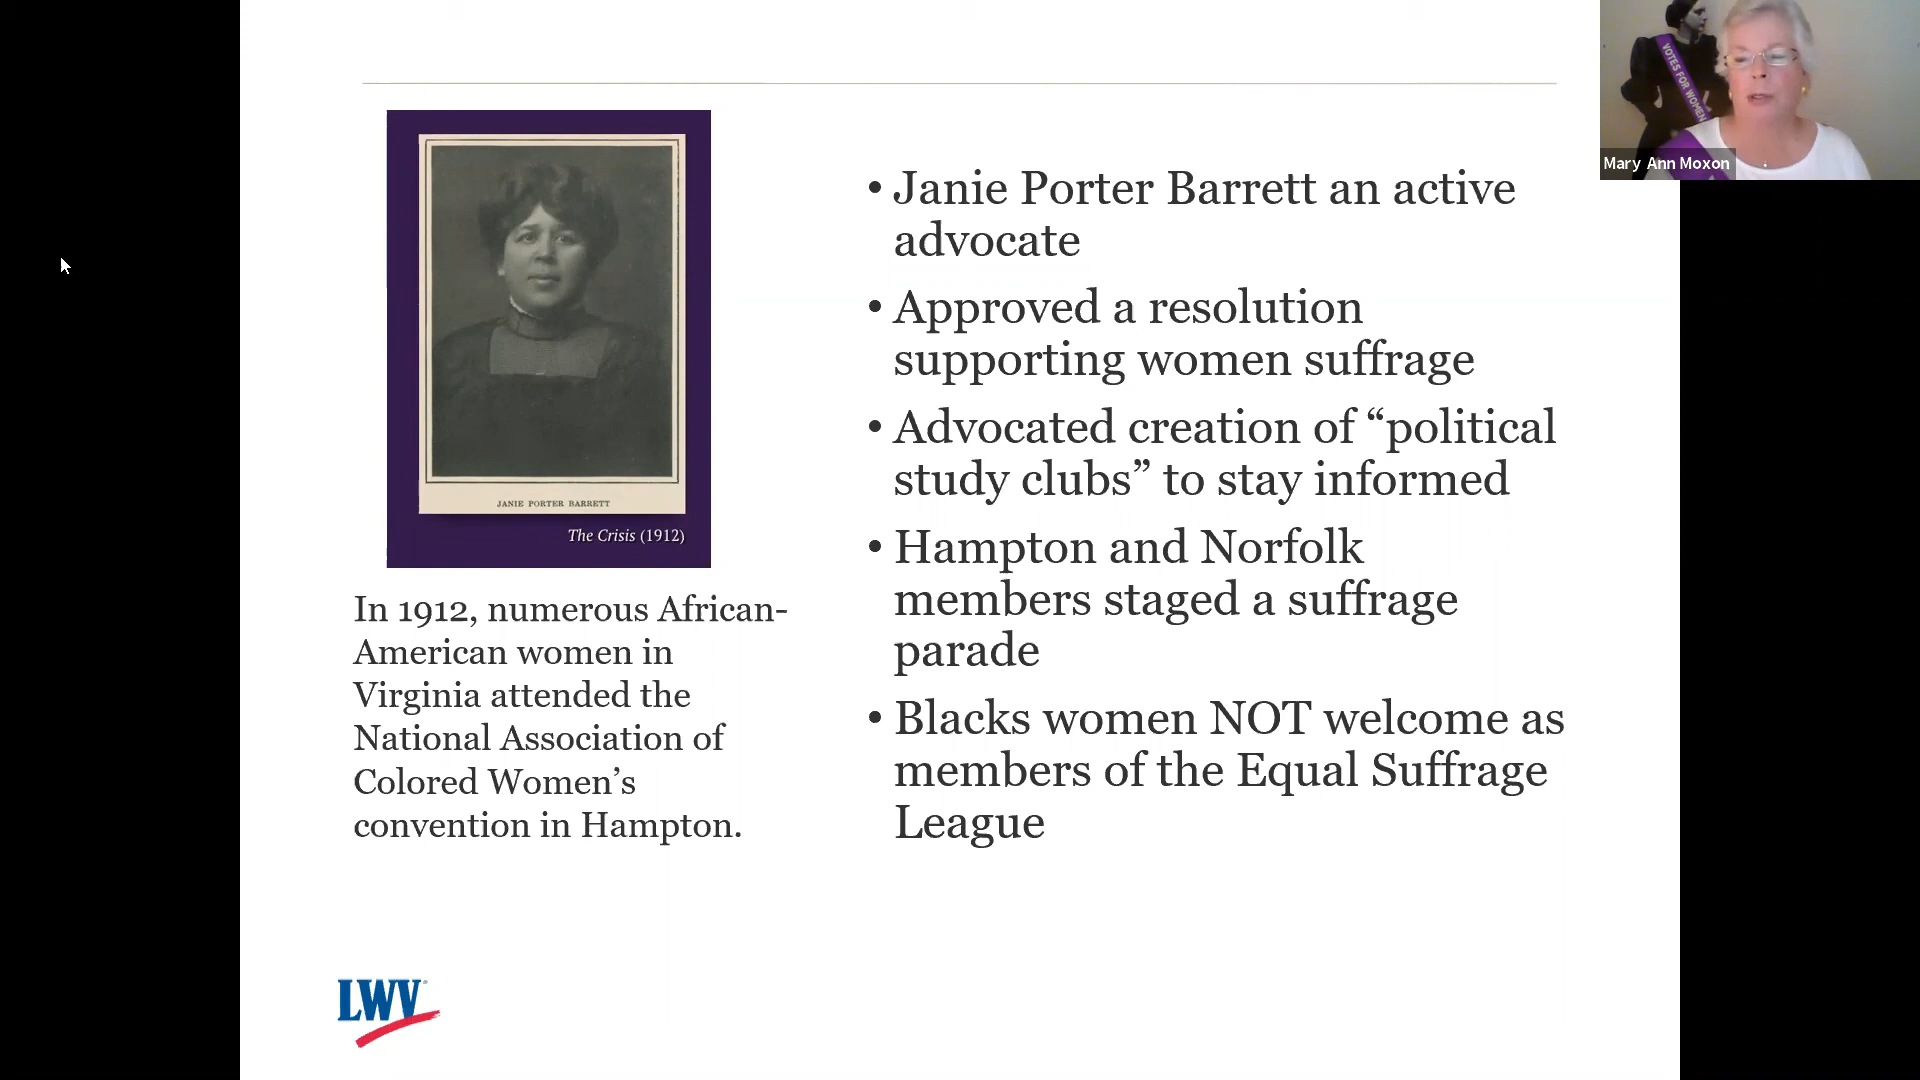 JANIE PORTER BARRETT
The Crisis (1912)
In 1912, numerous African-
American women in
Virginia attended the
National Association of
Colored Women’s
convention in Hampton.
• Janie Porter Barrett an active
advocate
• Approved a resolution
supporting women suffrage
• Advocated creation of “political
study clubs” to stay informed
• Hampton and Norfolk
members staged a suffrage
parade
• Blacks women NOT welcome as
members of the Equal Suffrage
League
LWV
VOTES FOR WOMEN
Mary Ann Moxon